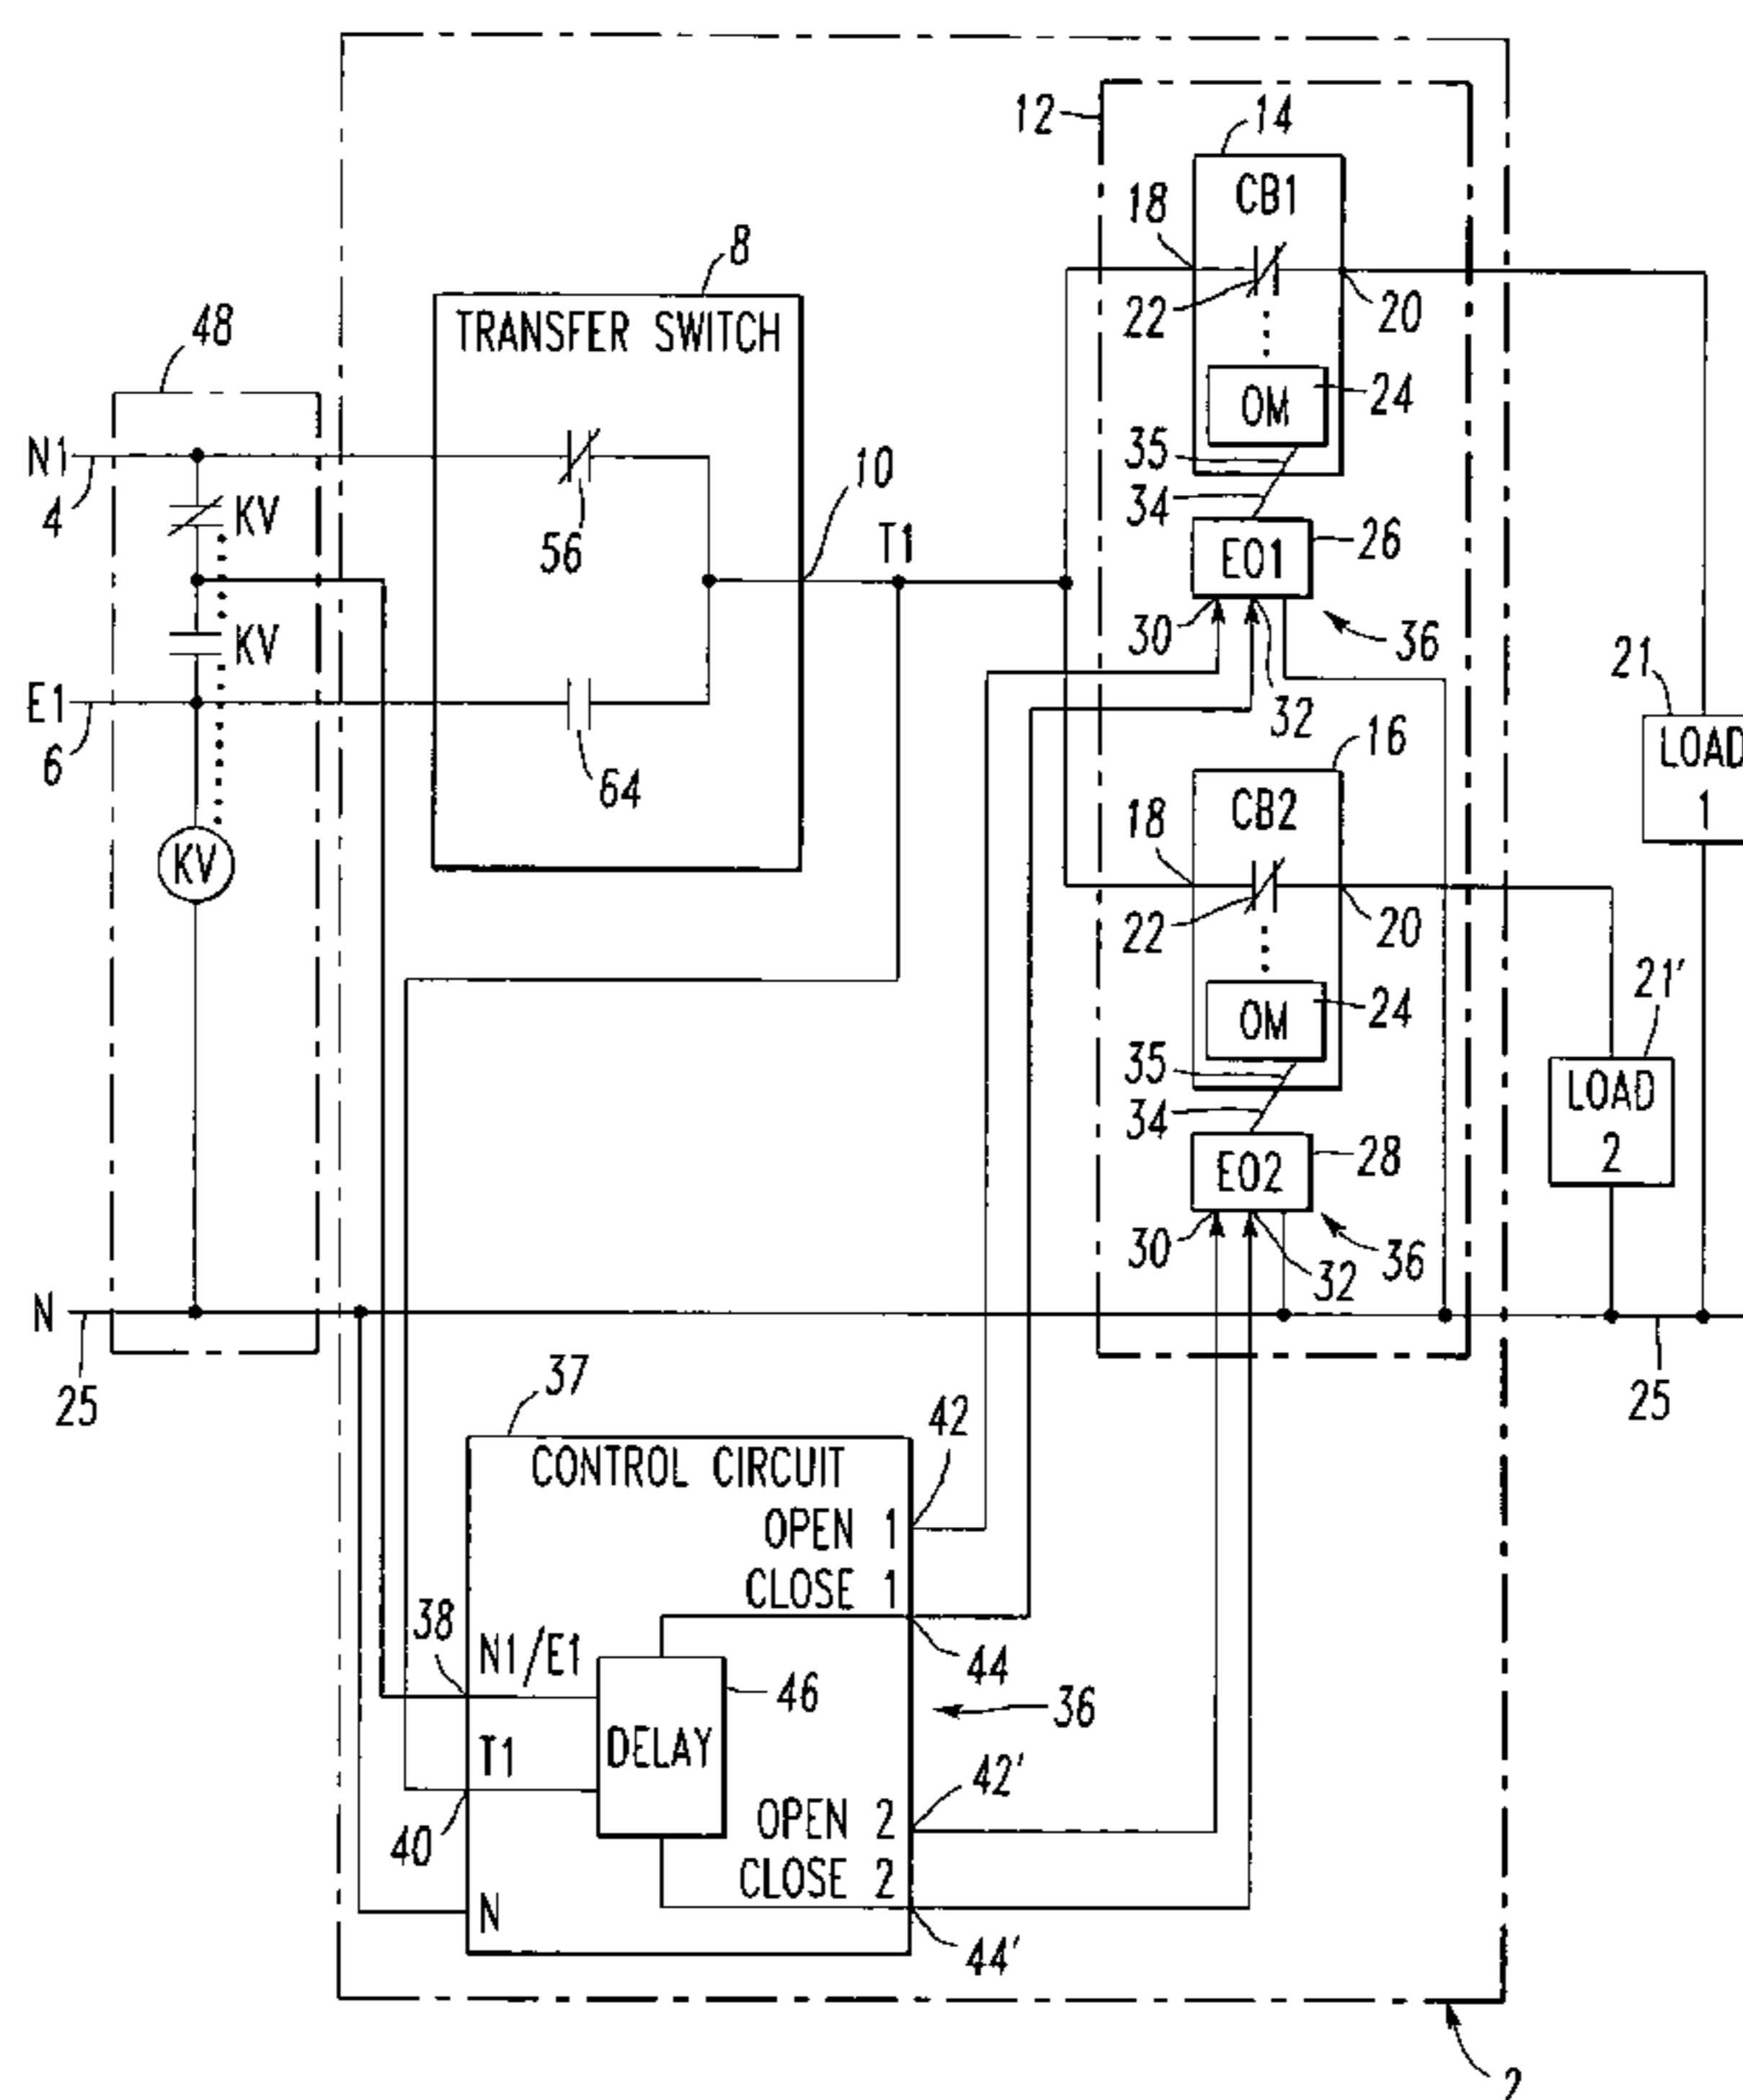 12
14
CB1
18
8
22
20
48
TRANSFER SWITCH
OM
24
N1
35
10
4
KV
34
56
T1
EO1
26
KV
30
36
E1
32
21
6
16
LOAD
1
64
CB2
18
KV
22
20
21'
OM
24
35
34
LOAD
2
EO2
28
30
36
32
N
25
25
37
42
CONTROL CIRCUIT
OPEN 1
CLOSE 1
38
N1/E1
44
46
36
DELAY
T1
42'
OPEN 2
40
CLOSE 2
N
44'
2